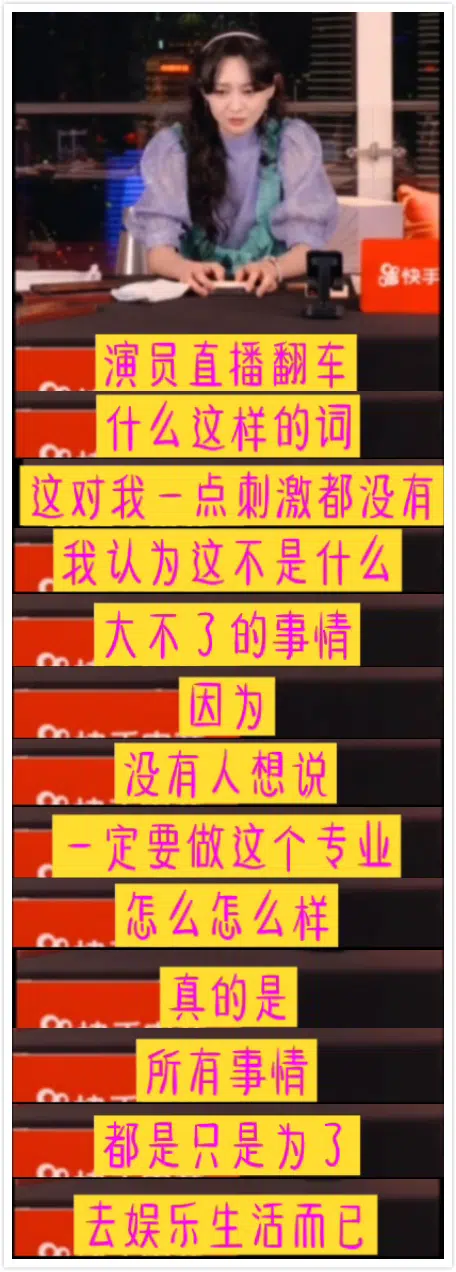 快手
演员直播翻车
什么这样的词
这对我一点刺激都没有
我认为这不是什么
大不了的事情
因为
没有人想说
一定要做这个专业
怎么怎么样
真的是
所有事情
都是只是为了
去娱乐生活而已